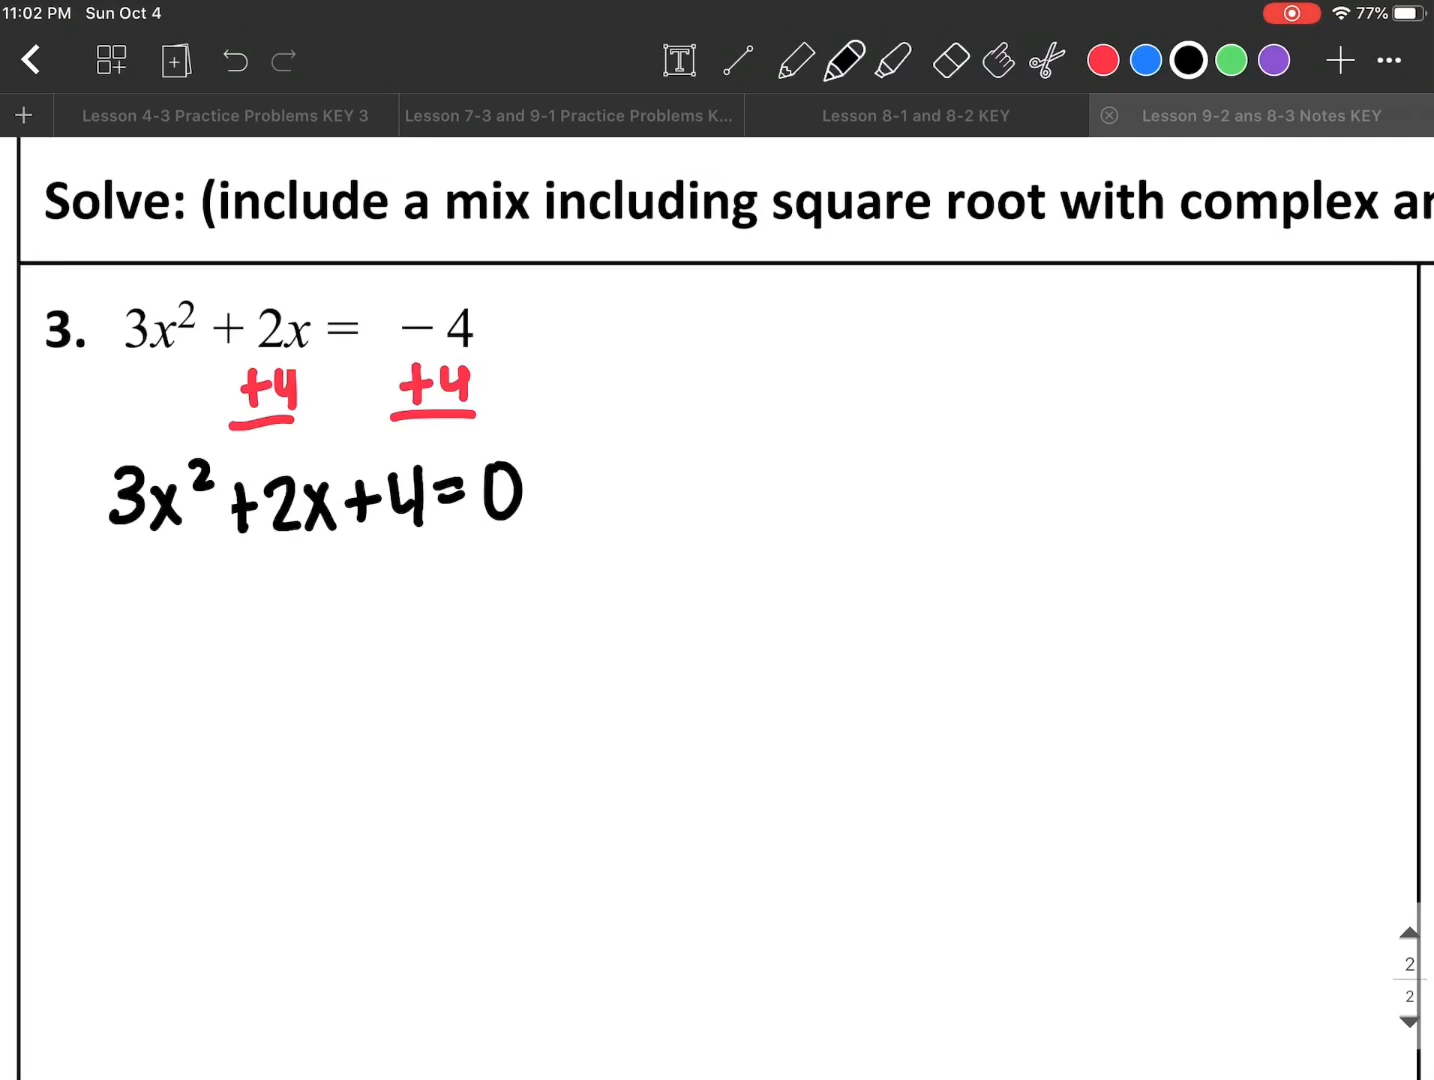 11:02 PM Sun Oct 4
77%
T
Lesson 4-3 Practice Problems KEY 3
Lesson 7-3 and 9-1 Practice Problems K...
Lesson 8-1 and 8-2 KEY
Lesson 9-2 ans 8-3 Notes KEY
Solve: (include a mix including square root with complex
3. 3x² + 2x = − 4
+4 +4
3x² +2x+4=0
2
2